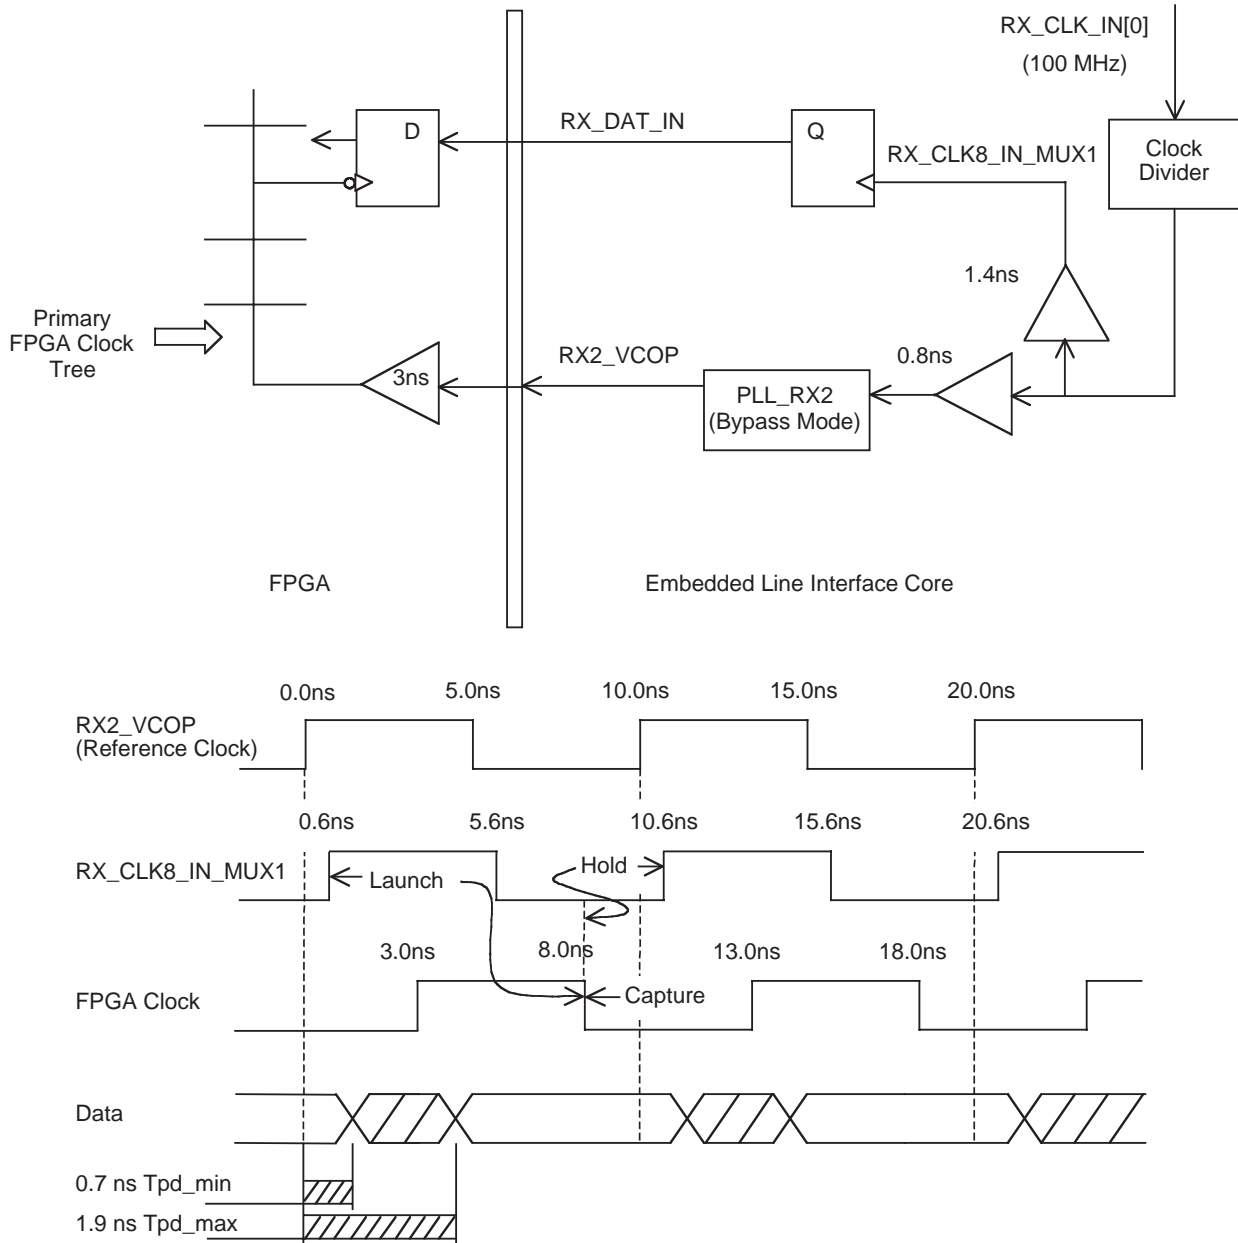 RX_CLK_IN[0]
(100 MHz)
D
RX_DAT_IN
Q
RX_CLK8_IN_MUX1
Clock
Divider
1.4ns
Primary
FPGA Clock
Tree
3ns
RX2_VCOP
0.8ns
PLL_RX2
(Bypass Mode)
FPGA
Embedded Line Interface Core
0.0ns
5.0ns
10.0ns
15.0ns
20.0ns
RX2_VCOP
(Reference Clock)
0.6ns
5.6ns
10.6ns
15.6ns
20.6ns
RX_CLK8_IN_MUX1
Launch
Hold
3.0ns
8.0ns
13.0ns
18.0ns
FPGA Clock
Capture
Data
0.7 ns Tpd_min
1.9 ns Tpd_max